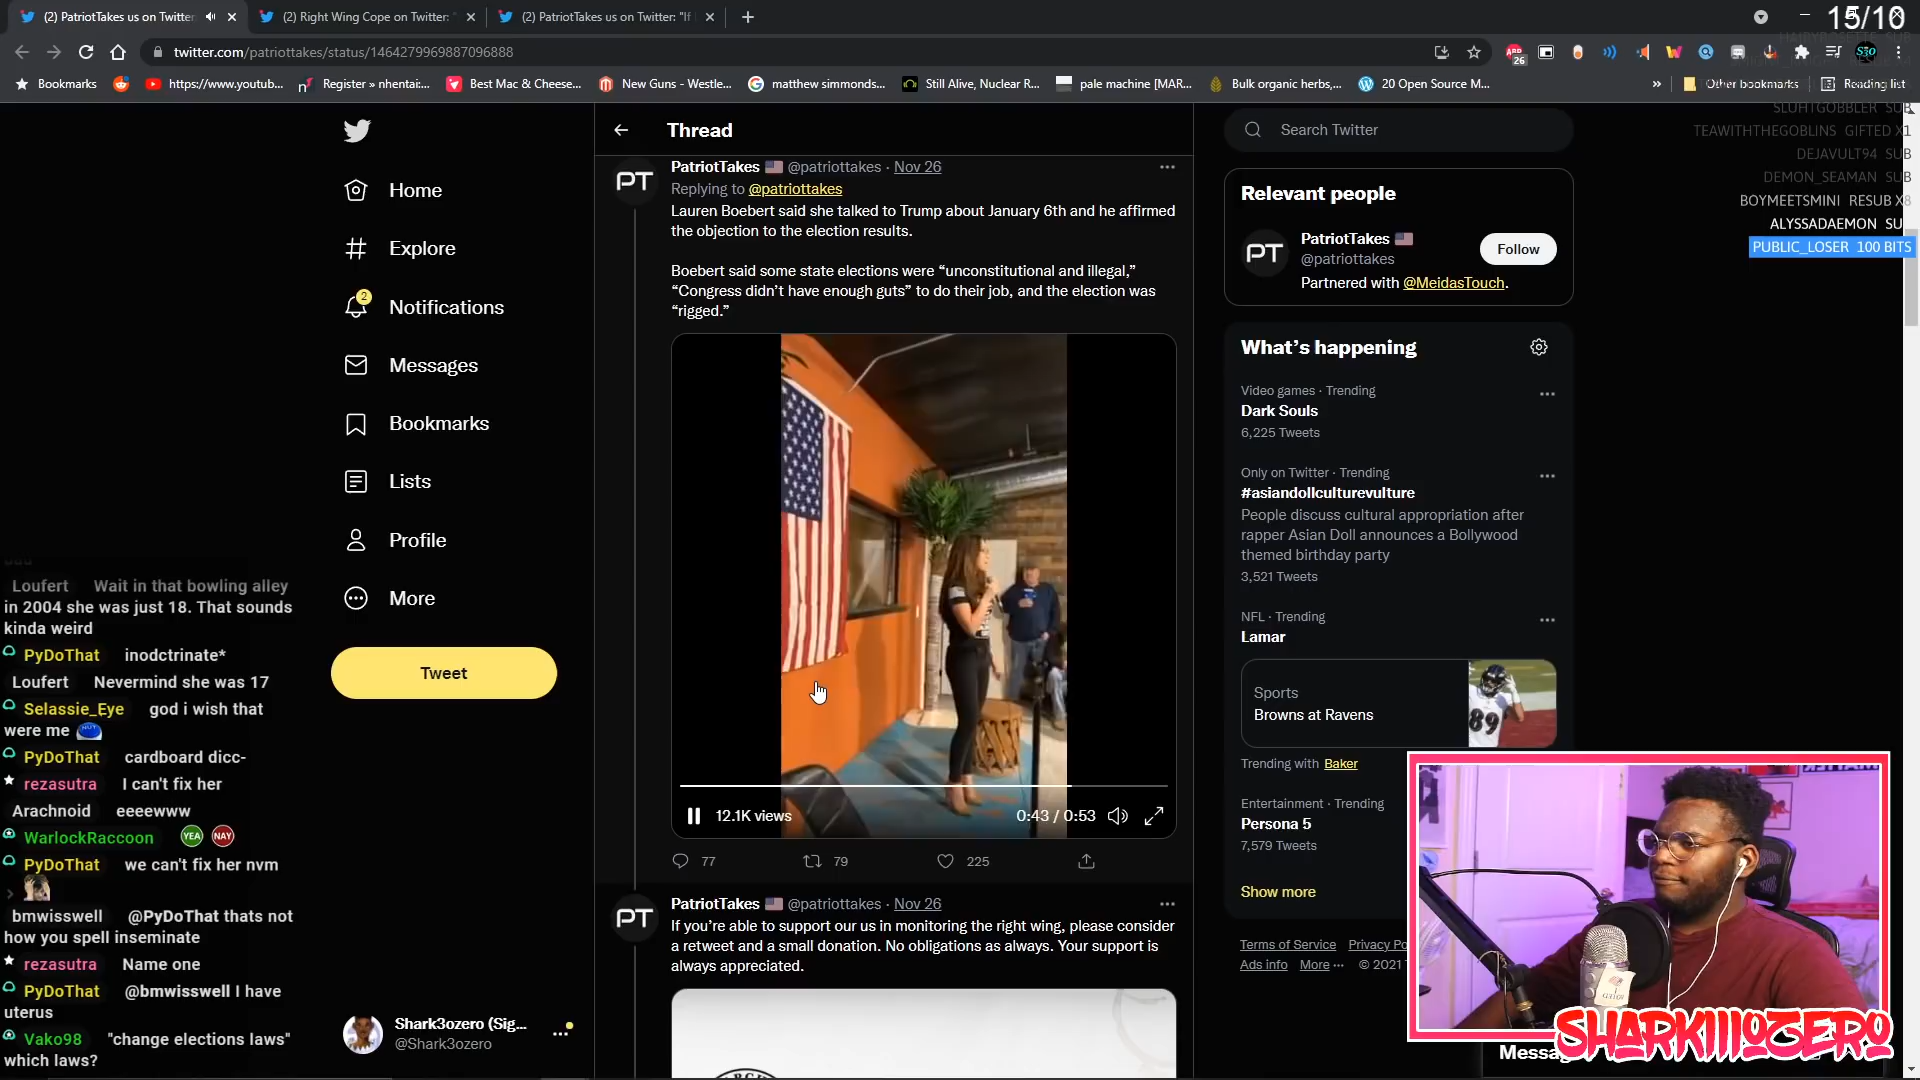 (2) PatriotTakes us on Twitter
(2) Right Wing Cope on Twitter: "
(2) PatriotTakes us on Twitter: "If
15/10
twitter.com/patriottakes/status/1464279969887096888
26
Bookmarks
https://www.youtub...
Register » nhentai:...
Best Mac & Cheese...
New Guns - Westle...
matthew simmonds...
Still Alive, Nuclear R...
pale machine [MAR...
Bulk organic herbs,...
20 Open Source M...
»
Other bookmarks
Reading list
SLUHTGOBBLER SUB
TEAWITHTHEGOBLINS GIFTED X1
DEJAVULT94 SUB
DEMON_SEAMAN SUB
BOYMEETSMINI RESUB X8
ALYSSADAEMON SU
PUBLIC_LOSER 100 BITS
Home
Explore
2
Notifications
Messages
Bookmarks
Lists
Profile
More
Tweet
Shark3ozero (Sig...
@Shark3ozero
Thread
PT
PatriotTakes @patriottakes · Nov 26
Replying to @patriottakes
Lauren Boebert said she talked to Trump about January 6th and he affirmed
the objection to the election results.
Boebert said some state elections were “unconstitutional and illegal,”
“Congress didn’t have enough guts” to do their job, and the election was
“rigged.”
12.1K views
0:43 / 0:53
77
79
225
PT
PatriotTakes @patriottakes · Nov 26
If you’re able to support our us in monitoring the right wing, please consider
a retweet and a small donation. No obligations as always. Your support is
always appreciated.
Search Twitter
Relevant people
PT
PatriotTakes
@patriottakes
Follow
Partnered with @MeidasTouch.
What’s happening
Video games · Trending
Dark Souls
6,225 Tweets
Only on Twitter · Trending
#asiandollculturevulture
People discuss cultural appropriation after
rapper Asian Doll announces a Bollywood
themed birthday party
3,521 Tweets
NFL · Trending
Lamar
Sports
Browns at Ravens
89
Trending with Baker
Entertainment · Trending
Persona 5
7,579 Tweets
Show more
Terms of Service Privacy Po
Ads info More ··· © 2021
Loufert Wait in that bowling alley
in 2004 she was just 18. That sounds
kinda weird
PyDoThat inodctrinate*
Loufert Nevermind she was 17
Selassie_Eye god i wish that
were me
PyDoThat cardboard dicc-
rezasutra I can't fix her
Arachnoid eeeewww
WarlockRaccoon YEA NAY
PyDoThat we can't fix her nvm
bmwisswell @PyDoThat thats not
how you spell inseminate
rezasutra Name one
PyDoThat @bmwisswell I have
uterus
Vako98 "change elections laws"
which laws?
SHARKIIIOZERO
Messag